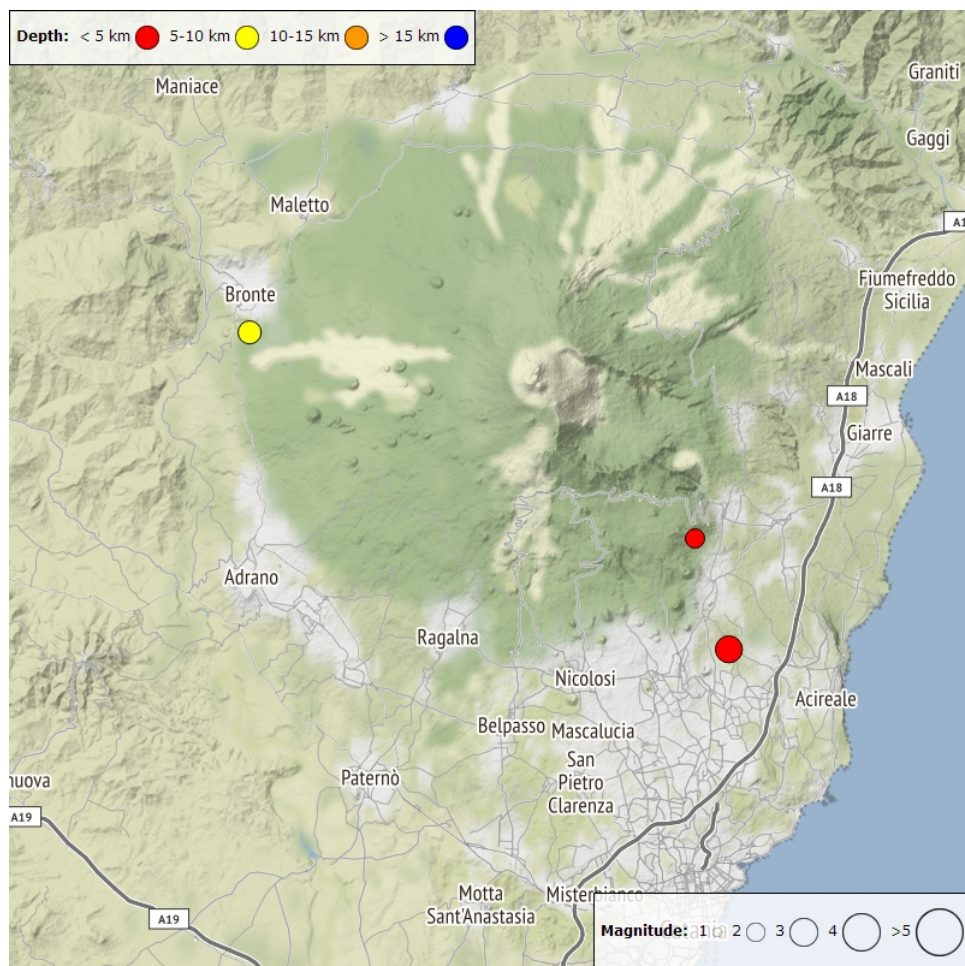 Depth: < 5 km 5-10 km 10-15 km > 15 km
Graniti
Maniace
Gaggi
Maletto
A1
Fiumefreddo
Sicilia
Bronte
Mascali
A18
Giarre
A18
Adrano
Ragalna
Nicolosi
Acireale
Belpasso
Mascalucia
San
Pietro
Clarenza
Paternò
nuova
A19
Misterbianco
Motta
Sant'Anastasia
A19
Magnitude: 1 2 3 4 >5